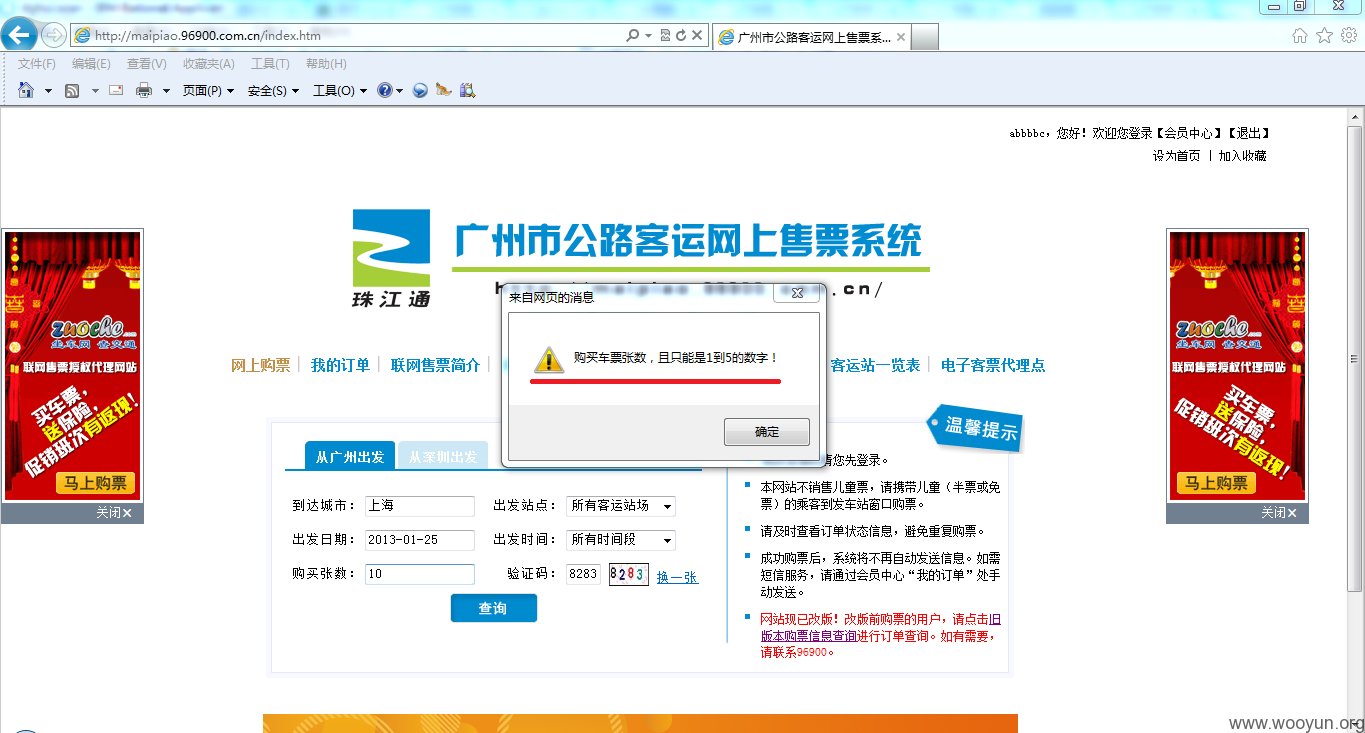 http://maipiao.96900.com.cn/index.htm
广州市公路客运网上售票系...
文件(F) 编辑(E) 查看(V) 收藏夹(A) 工具(T) 帮助(H)
页面(P) 安全(S) 工具(O)
abbbbc，您好！欢迎您登录【会员中心】【退出】
设为首页 | 加入收藏
珠江通
广州市公路客运网上售票系统
.cn/
来自网页的消息
购买车票张数，且只能是1到5的数字！
确定
网上购票 我的订单 联网售票简介 客运站一览表 电子客票代理点
zuoche.com
坐车网 查交通
联网售票授权代理网站
买车票，
送保险，
促销班次有返现！
马上购票
关闭×
zuoche.com
坐车网 查交通
联网售票授权代理网站
买车票，
送保险，
促销班次有返现！
马上购票
关闭×
从广州出发 从深圳出发
到达城市： 上海 出发站点： 所有客运站场
出发日期： 2013-01-25 出发时间： 所有时间段
购买张数： 10 验证码： 8283 8283 换一张
查询
温馨提示
请您先登录。
本网站不销售儿童票，请携带儿童（半票或免
票）的乘客到发车站窗口购票。
请及时查看订单状态信息，避免重复购票。
成功购票后，系统将不再自动发送信息。如需
短信服务，请通过会员中心“我的订单”处手
动发送。
网站现已改版！改版前购票的用户，请点击旧
版本购票信息查询进行订单查询。如有需要，
请联系96900。
www.wooyun.org